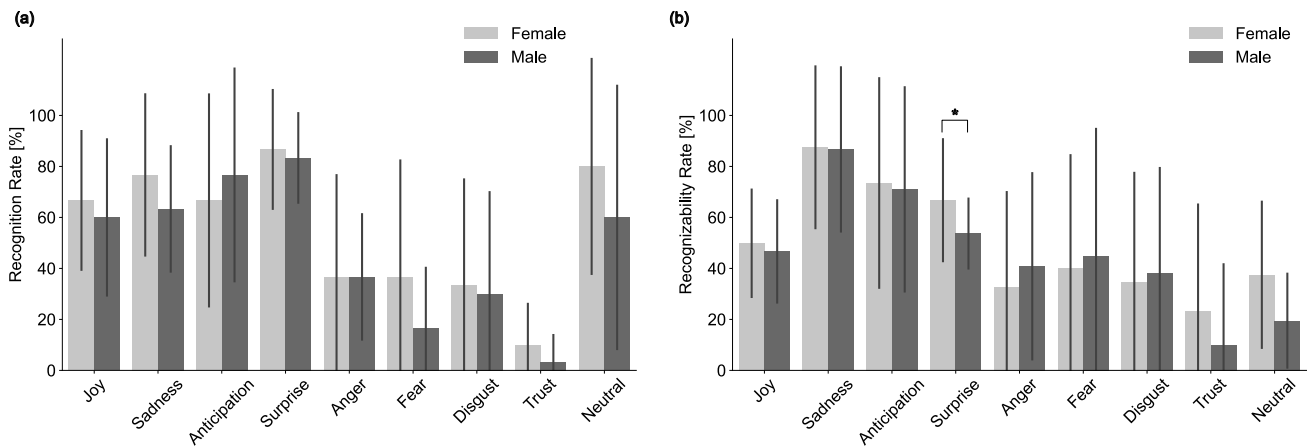 (a)
Female
Male
Recognition Rate [%]
100
80
60
40
20
0
Joy
Sadness
Anticipation
Surprise
Anger
Fear
Disgust
Trust
Neutral
(b)
Female
Male
*
Recognizability Rate [%]
100
80
60
40
20
0
Joy
Sadness
Anticipation
Surprise
Anger
Fear
Disgust
Trust
Neutral